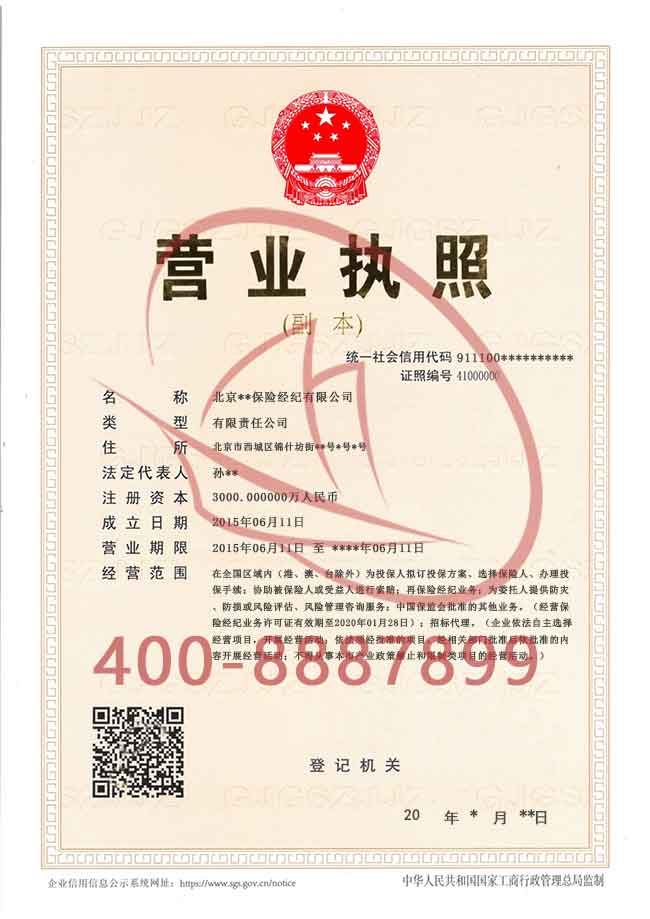 营业执照
(副 本)
统一社会信用代码 911100**********
证照编号 41000000
名 称 北京**保险经纪有限公司
类 型 有限责任公司
住 所 北京市西城区锦什坊街**号*号*号
法定代表人 孙**
注册资本 3000.000000万人民币
成立日期 2015年06月11日
营业期限 2015年06月11日 至 ****年06月11日
经营范围 在全国区域内（港、澳、台除外）为投保人拟订投保方案、选择保险人、办理投
保手续；协助被保险人或受益人进行索赔；再保险经纪业务；为委托人提供防灾
、防损或风险评估、风险管理咨询服务；中国保监会批准的其他业务。（经营保
险经纪业务许可证有效期至2020年01月28日）；招标代理。（企业依法自主选择
经营项目，开展经营活动；依法须经批准的项目，经相关部门批准后依批准的内
容开展经营活动；不得从事本市产业政策禁止和限制类项目的经营活动。）
400-8887899
登记机关
20 年 * 月 **日
企业信用信息公示系统网址：https://www.sgs.gov.cn/notice
中华人民共和国国家工商行政管理总局监制